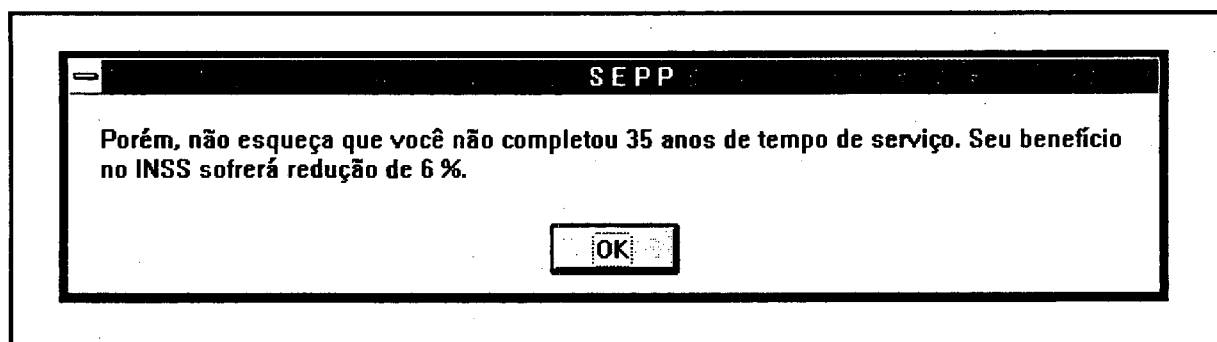 SEPP
Porém, não esqueça que você não completou 35 anos de tempo de serviço. Seu benefício
no INSS sofrerá redução de 6 %.
OK